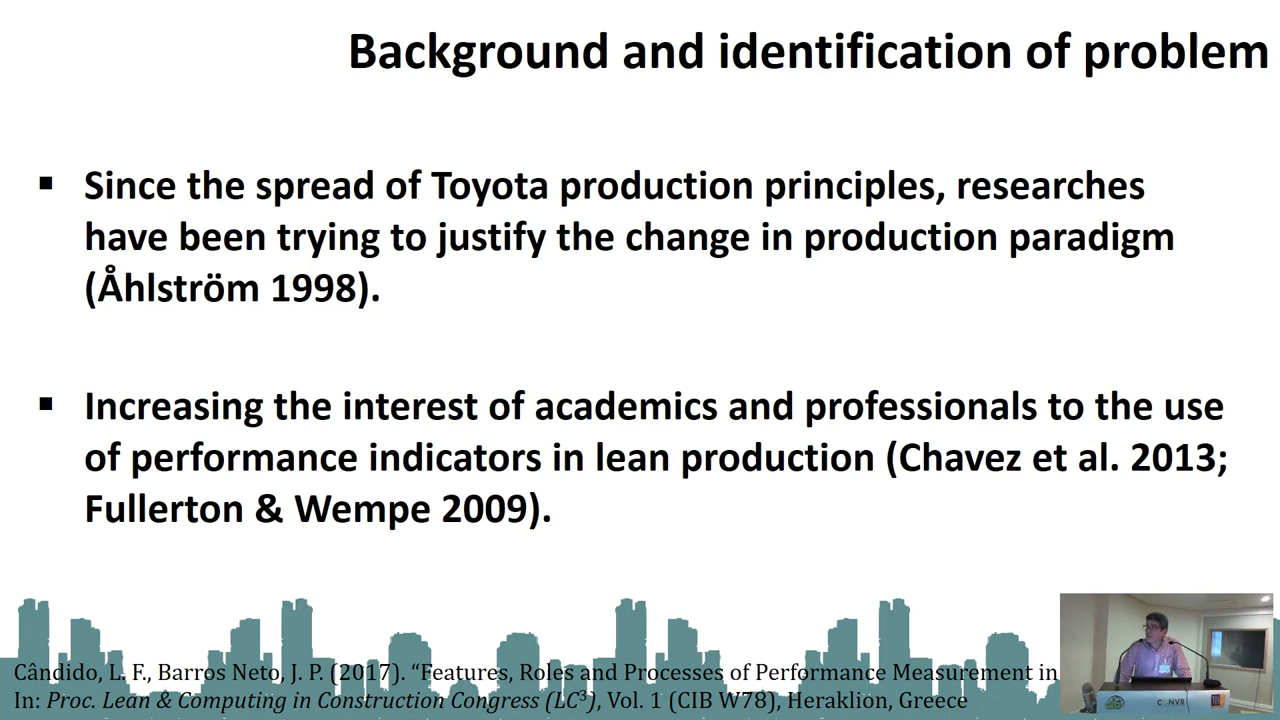 Background and identification of problem
▪ Since the spread of Toyota production principles, researches
have been trying to justify the change in production paradigm
(Åhlström 1998).
▪ Increasing the interest of academics and professionals to the use
of performance indicators in lean production (Chavez et al. 2013;
Fullerton & Wempe 2009).
Cândido, L. F., Barros Neto, J. P. (2017). “Features, Roles and Processes of Performance Measurement in
In: Proc. Lean & Computing in Construction Congress (LC³), Vol. 1 (CIB W78), Heraklion, Greece
CONVR